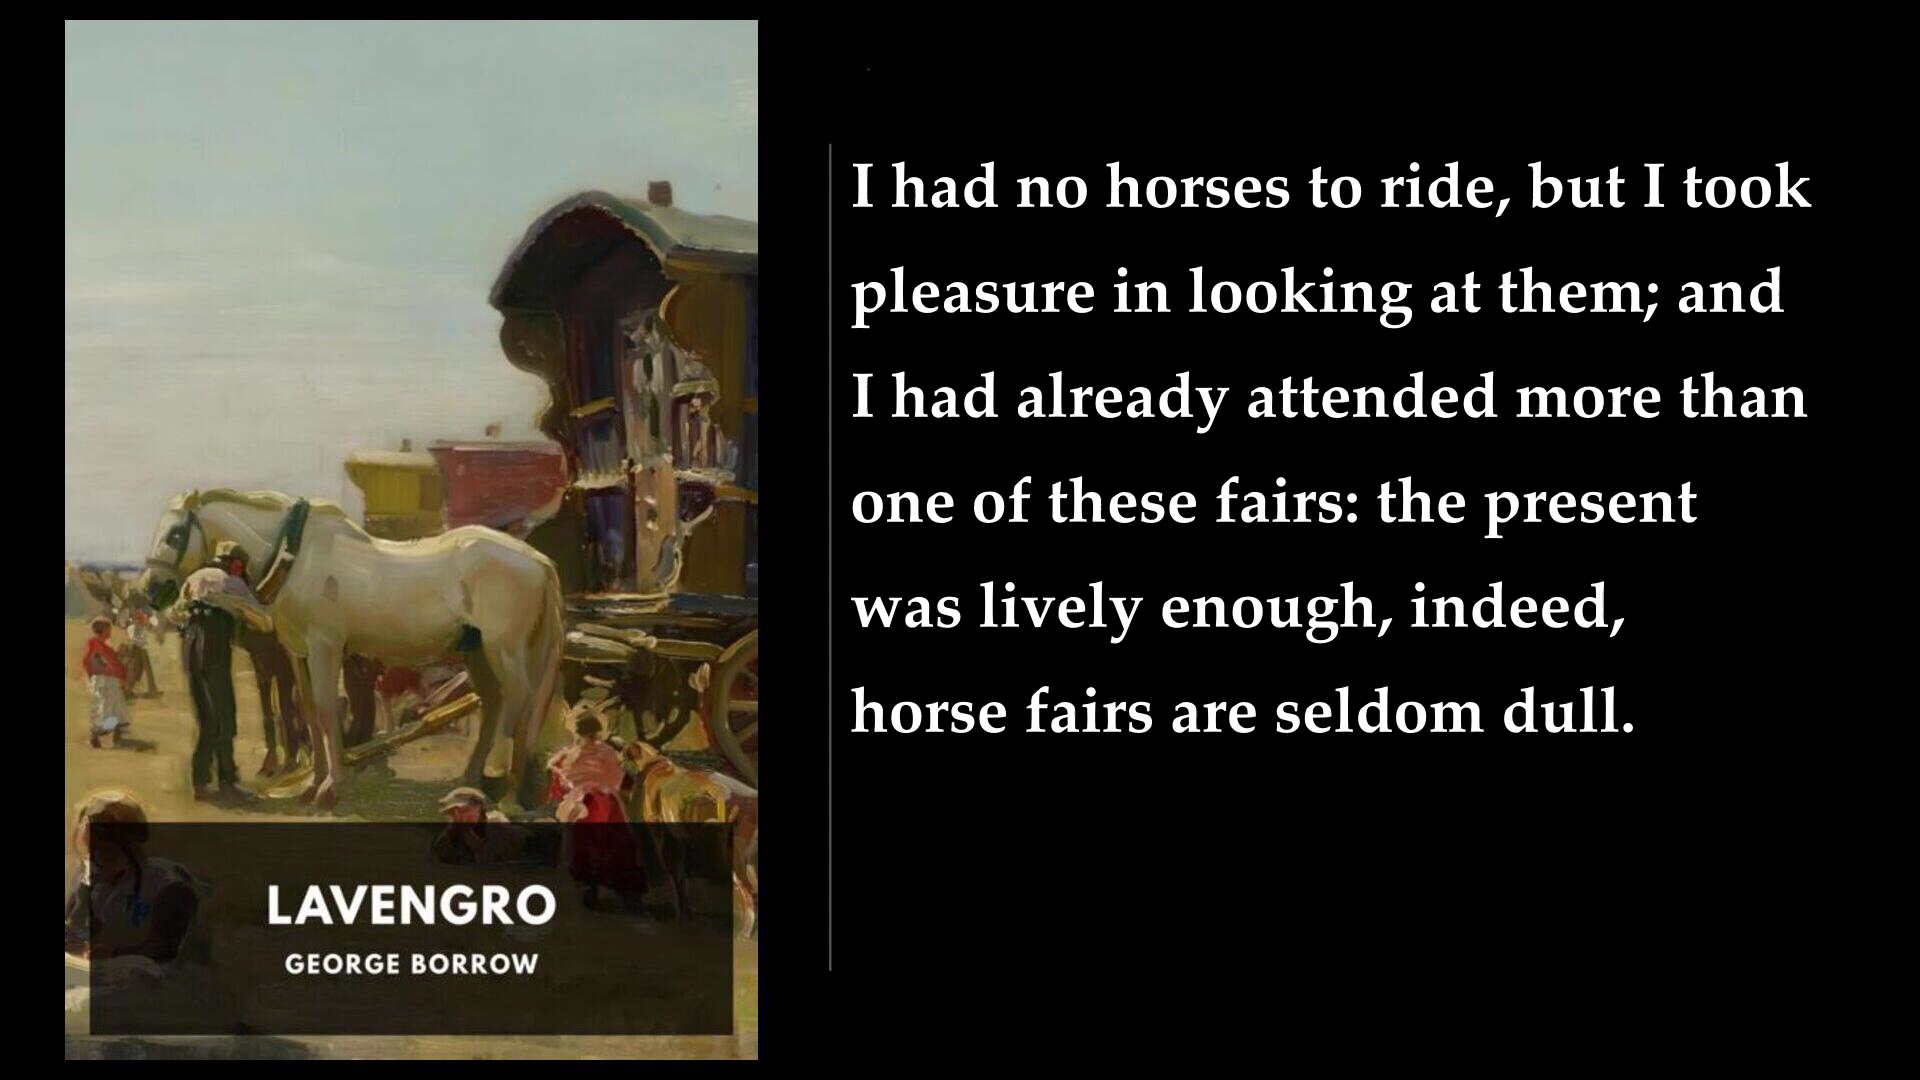 I had no horses to ride, but I took
pleasure in looking at them; and
I had already attended more than
one of these fairs: the present
was lively enough, indeed,
horse fairs are seldom dull.
LAVENGRO
GEORGE BORROW